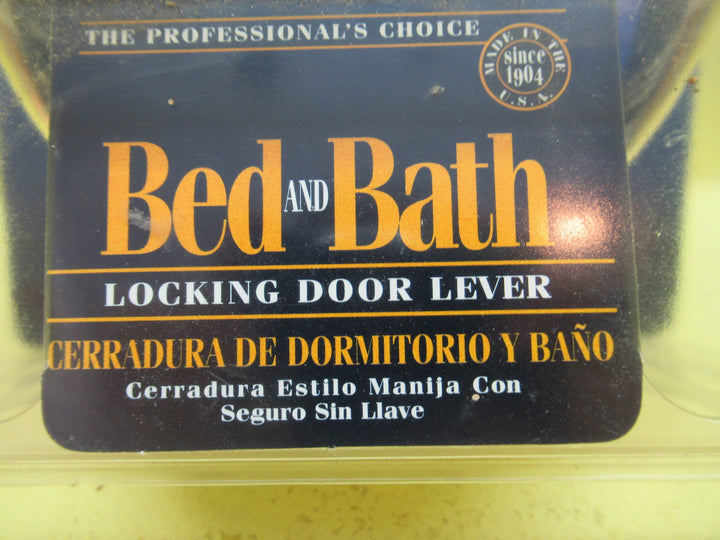 THE PROFESSIONAL'S CHOICE
MADE IN THE
since
1904
U.S.A.
Bed AND Bath
LOCKING DOOR LEVER
CERRADURA DE DORMITORIO Y BAÑO
Cerradura Estilo Manija Con
Seguro Sin Llave